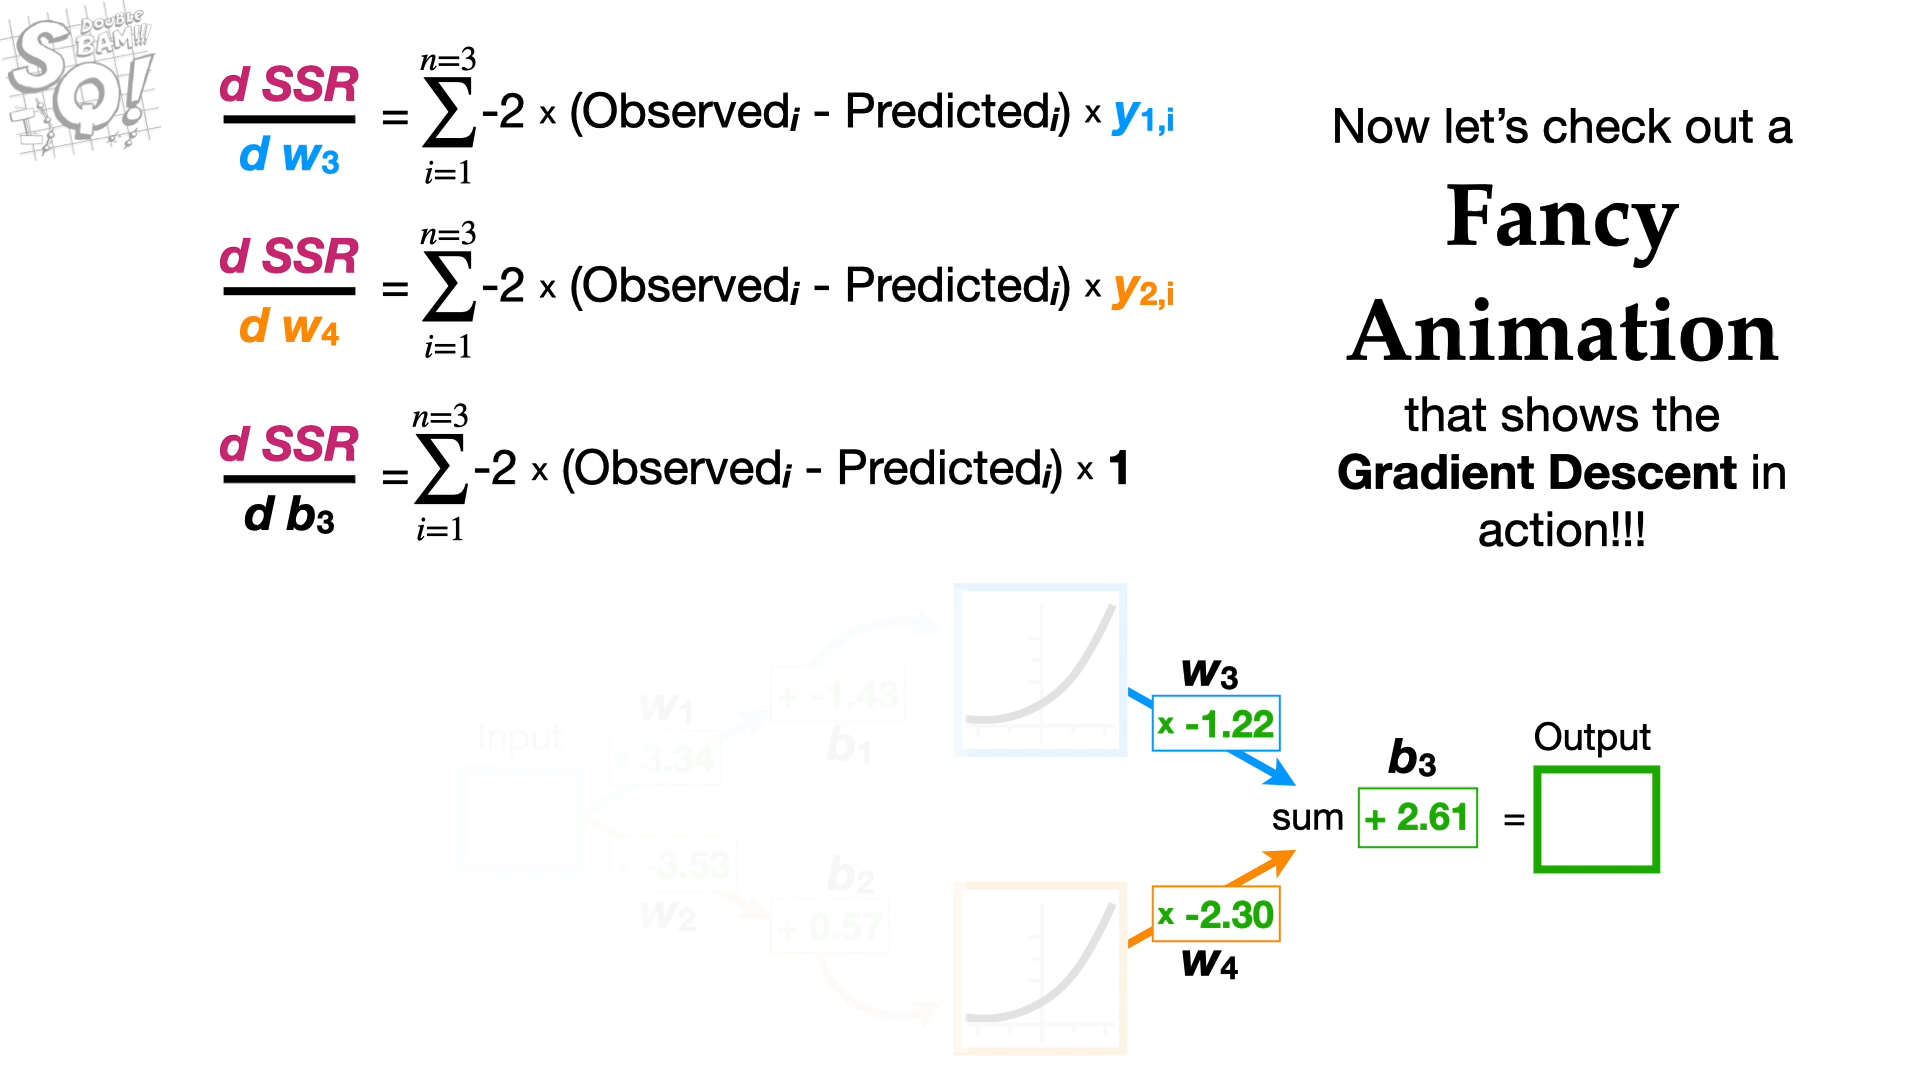 DOUBLE
BAM!!!
SQ!
d SSR / d w₃ = n=3 ∑ i=1 -2 × (Observedᵢ - Predictedᵢ) × y₁,ᵢ
d SSR / d w₄ = n=3 ∑ i=1 -2 × (Observedᵢ - Predictedᵢ) × y₂,ᵢ
d SSR / d b₃ = n=3 ∑ i=1 -2 × (Observedᵢ - Predictedᵢ) × 1
Now let’s check out a
Fancy
Animation
that shows the
Gradient Descent in
action!!!
Input
w₁
× 3.34
+ -1.43
b₁
× -3.53
w₂
b₂
+ 0.57
w₃
x -1.22
x -2.30
w₄
sum
b₃
+ 2.61
=
Output